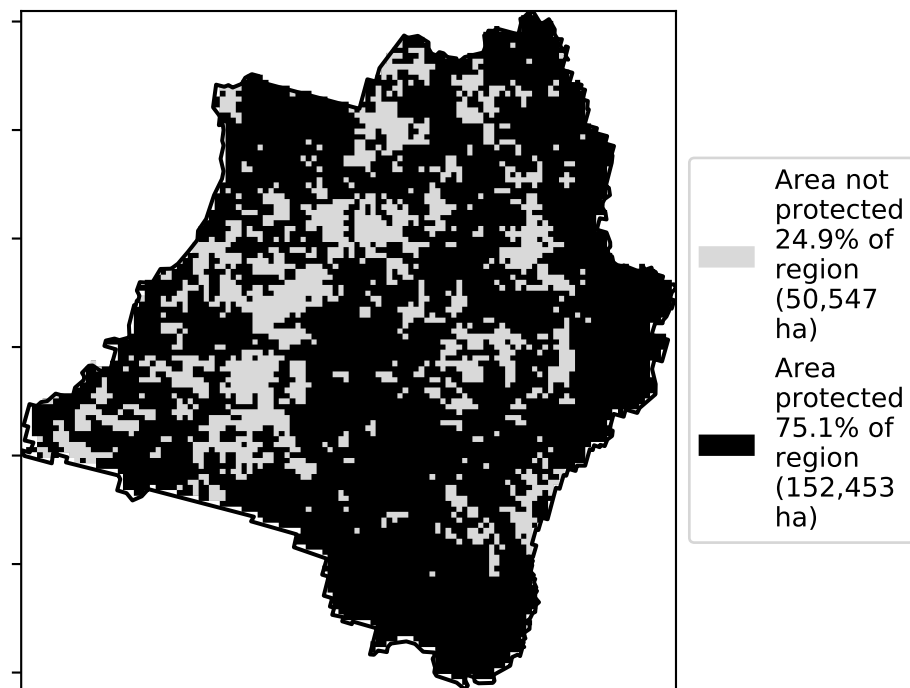 Area not
protected
24.9% of
region
(50,547
ha)
Area
protected
75.1% of
region
(152,453
ha)